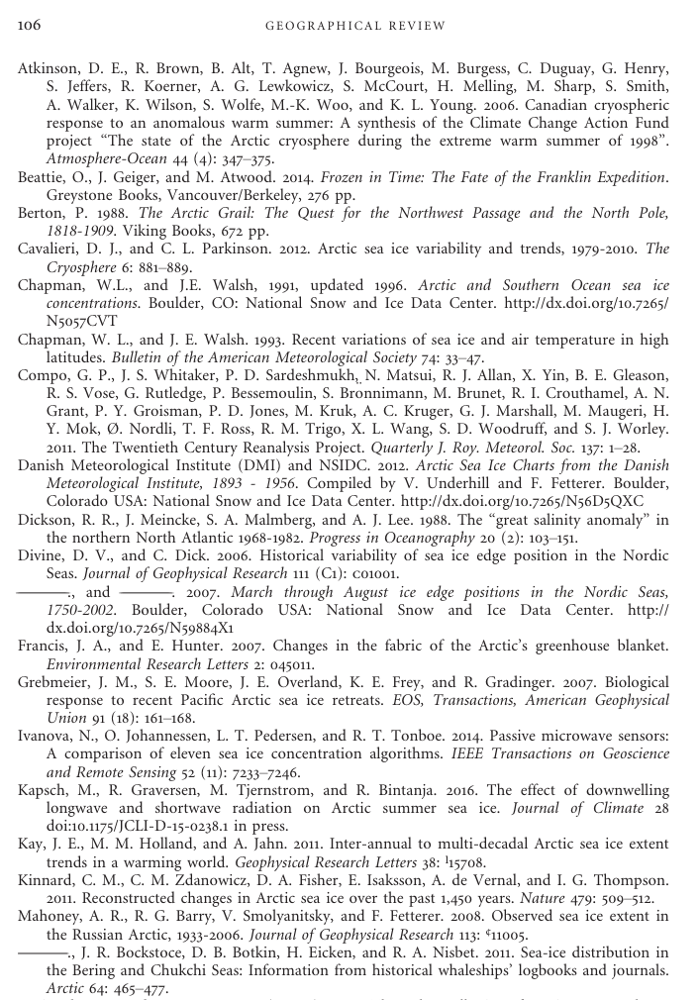 106 GEOGRAPHICAL REVIEW
Atkinson, D. E., R. Brown, B. Alt, T. Agnew, J. Bourgeois, M. Burgess, C. Duguay, G. Henry,
S. Jeffers, R. Koerner, A. G. Lewkowicz, S. McCourt, H. Melling, M. Sharp, S. Smith,
A. Walker, K. Wilson, S. Wolfe, M.-K. Woo, and K. L. Young. 2006. Canadian cryospheric
response to an anomalous warm summer: A synthesis of the Climate Change Action Fund
project “The state of the Arctic cryosphere during the extreme warm summer of 1998”.
Atmosphere-Ocean 44 (4): 347–375.
Beattie, O., J. Geiger, and M. Atwood. 2014. Frozen in Time: The Fate of the Franklin Expedition.
Greystone Books, Vancouver/Berkeley, 276 pp.
Berton, P. 1988. The Arctic Grail: The Quest for the Northwest Passage and the North Pole,
1818-1909. Viking Books, 672 pp.
Cavalieri, D. J., and C. L. Parkinson. 2012. Arctic sea ice variability and trends, 1979-2010. The
Cryosphere 6: 881–889.
Chapman, W.L., and J.E. Walsh, 1991, updated 1996. Arctic and Southern Ocean sea ice
concentrations. Boulder, CO: National Snow and Ice Data Center. http://dx.doi.org/10.7265/
N5057CVT
Chapman, W. L., and J. E. Walsh. 1993. Recent variations of sea ice and air temperature in high
latitudes. Bulletin of the American Meteorological Society 74: 33–47.
Compo, G. P., J. S. Whitaker, P. D. Sardeshmukh, N. Matsui, R. J. Allan, X. Yin, B. E. Gleason,
R. S. Vose, G. Rutledge, P. Bessemoulin, S. Bronnimann, M. Brunet, R. I. Crouthamel, A. N.
Grant, P. Y. Groisman, P. D. Jones, M. Kruk, A. C. Kruger, G. J. Marshall, M. Maugeri, H.
Y. Mok, Ø. Nordli, T. F. Ross, R. M. Trigo, X. L. Wang, S. D. Woodruff, and S. J. Worley.
2011. The Twentieth Century Reanalysis Project. Quarterly J. Roy. Meteorol. Soc. 137: 1–28.
Danish Meteorological Institute (DMI) and NSIDC. 2012. Arctic Sea Ice Charts from the Danish
Meteorological Institute, 1893 - 1956. Compiled by V. Underhill and F. Fetterer. Boulder,
Colorado USA: National Snow and Ice Data Center. http://dx.doi.org/10.7265/N56D5QXC
Dickson, R. R., J. Meincke, S. A. Malmberg, and A. J. Lee. 1988. The “great salinity anomaly” in
the northern North Atlantic 1968-1982. Progress in Oceanography 20 (2): 103–151.
Divine, D. V., and C. Dick. 2006. Historical variability of sea ice edge position in the Nordic
Seas. Journal of Geophysical Research 111 (C1): C01001.
———., and ———. 2007. March through August ice edge positions in the Nordic Seas,
1750-2002. Boulder, Colorado USA: National Snow and Ice Data Center. http://
dx.doi.org/10.7265/N59884X1
Francis, J. A., and E. Hunter. 2007. Changes in the fabric of the Arctic’s greenhouse blanket.
Environmental Research Letters 2: 045011.
Grebmeier, J. M., S. E. Moore, J. E. Overland, K. E. Frey, and R. Gradinger. 2007. Biological
response to recent Pacific Arctic sea ice retreats. EOS, Transactions, American Geophysical
Union 91 (18): 161–168.
Ivanova, N., O. Johannessen, L. T. Pedersen, and R. T. Tonboe. 2014. Passive microwave sensors:
A comparison of eleven sea ice concentration algorithms. IEEE Transactions on Geoscience
and Remote Sensing 52 (11): 7233–7246.
Kapsch, M., R. Graversen, M. Tjernstrom, and R. Bintanja. 2016. The effect of downwelling
longwave and shortwave radiation on Arctic summer sea ice. Journal of Climate 28
doi:10.1175/JCLI-D-15-0238.1 in press.
Kay, J. E., M. M. Holland, and A. Jahn. 2011. Inter-annual to multi-decadal Arctic sea ice extent
trends in a warming world. Geophysical Research Letters 38: l15708.
Kinnard, C. M., C. M. Zdanowicz, D. A. Fisher, E. Isaksson, A. de Vernal, and I. G. Thompson.
2011. Reconstructed changes in Arctic sea ice over the past 1,450 years. Nature 479: 509–512.
Mahoney, A. R., R. G. Barry, V. Smolyanitsky, and F. Fetterer. 2008. Observed sea ice extent in
the Russian Arctic, 1933-2006. Journal of Geophysical Research 113: c11005.
———., J. R. Bockstoce, D. B. Botkin, H. Eicken, and R. A. Nisbet. 2011. Sea-ice distribution in
the Bering and Chukchi Seas: Information from historical whaleships’ logbooks and journals.
Arctic 64: 465–477.